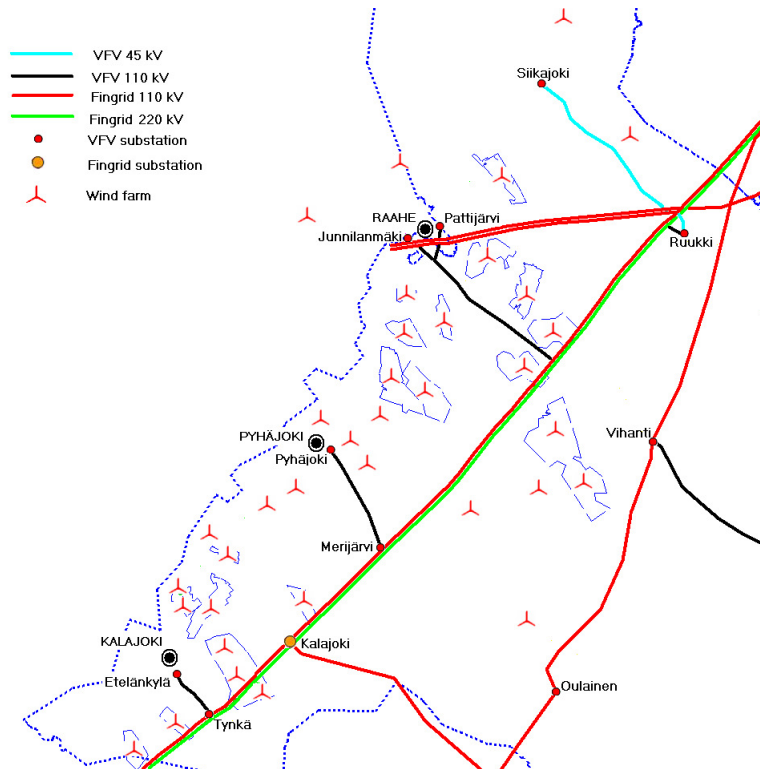 VFV 45 kV
VFV 110 kV
Fingrid 110 kV
Fingrid 220 kV
VFV substation
Fingrid substation
Wind farm
Siikajoki
RAAHE
Pattijärvi
Junnilanmäki
Ruukki
PYHÄJOKI
Pyhäjoki
Vihanti
Merijärvi
KALAJOKI
Kalajoki
Etelänkylä
Oulainen
Tynkä